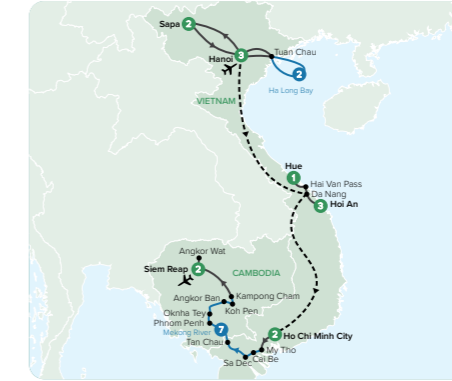 Sapa 2
3
Hanoi
Tuan Chau
2
Ha Long Bay
VIETNAM
Hue
1
Hai Van Pass
Da Nang
3 Hoi An
Angkor Wat
Siem Reap 2
CAMBODIA
Angkor Ban
Kampong Cham
Koh Pen
Oknha Tey
Phnom Penh
Mekong River 7
Tan Chau
2 Ho Chi Minh City
My Tho
Cai Be
Sa Dec